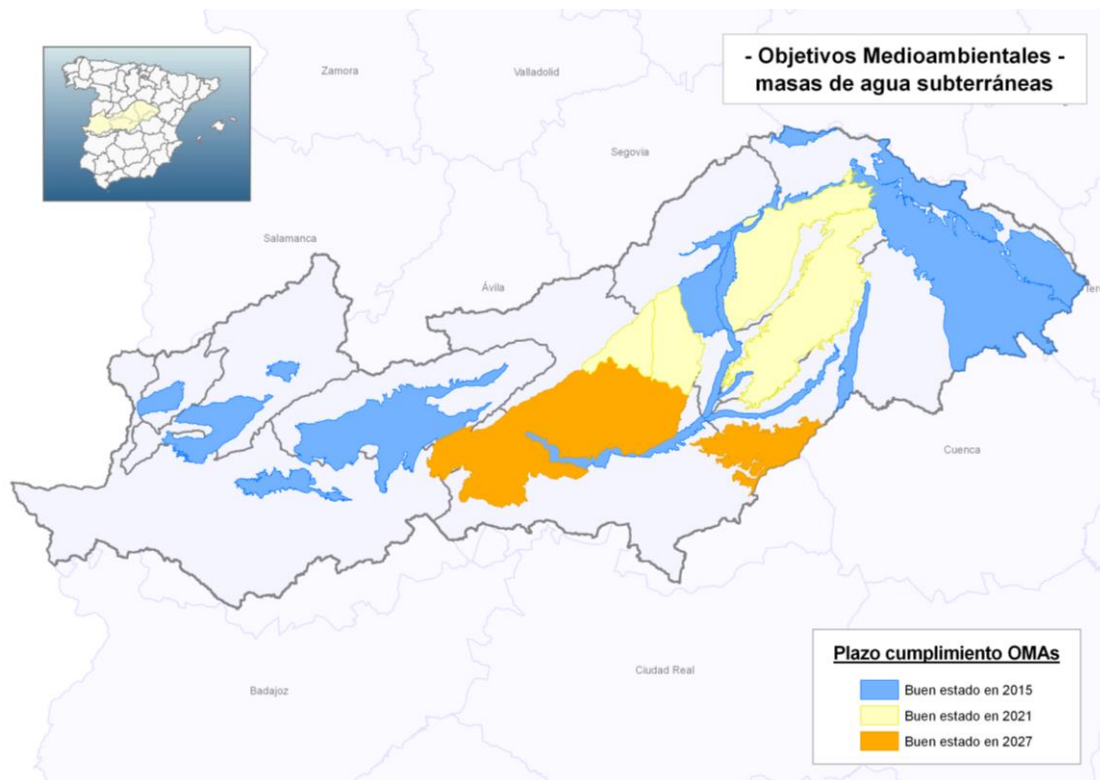 - Objetivos Medioambientales -
masas de agua subterráneas
Zamora
Valladolid
Segovia
Salamanca
Ávila
Cuenca
Ciudad Real
Badajoz
Plazo cumplimiento OMAs
Buen estado en 2015
Buen estado en 2021
Buen estado en 2027